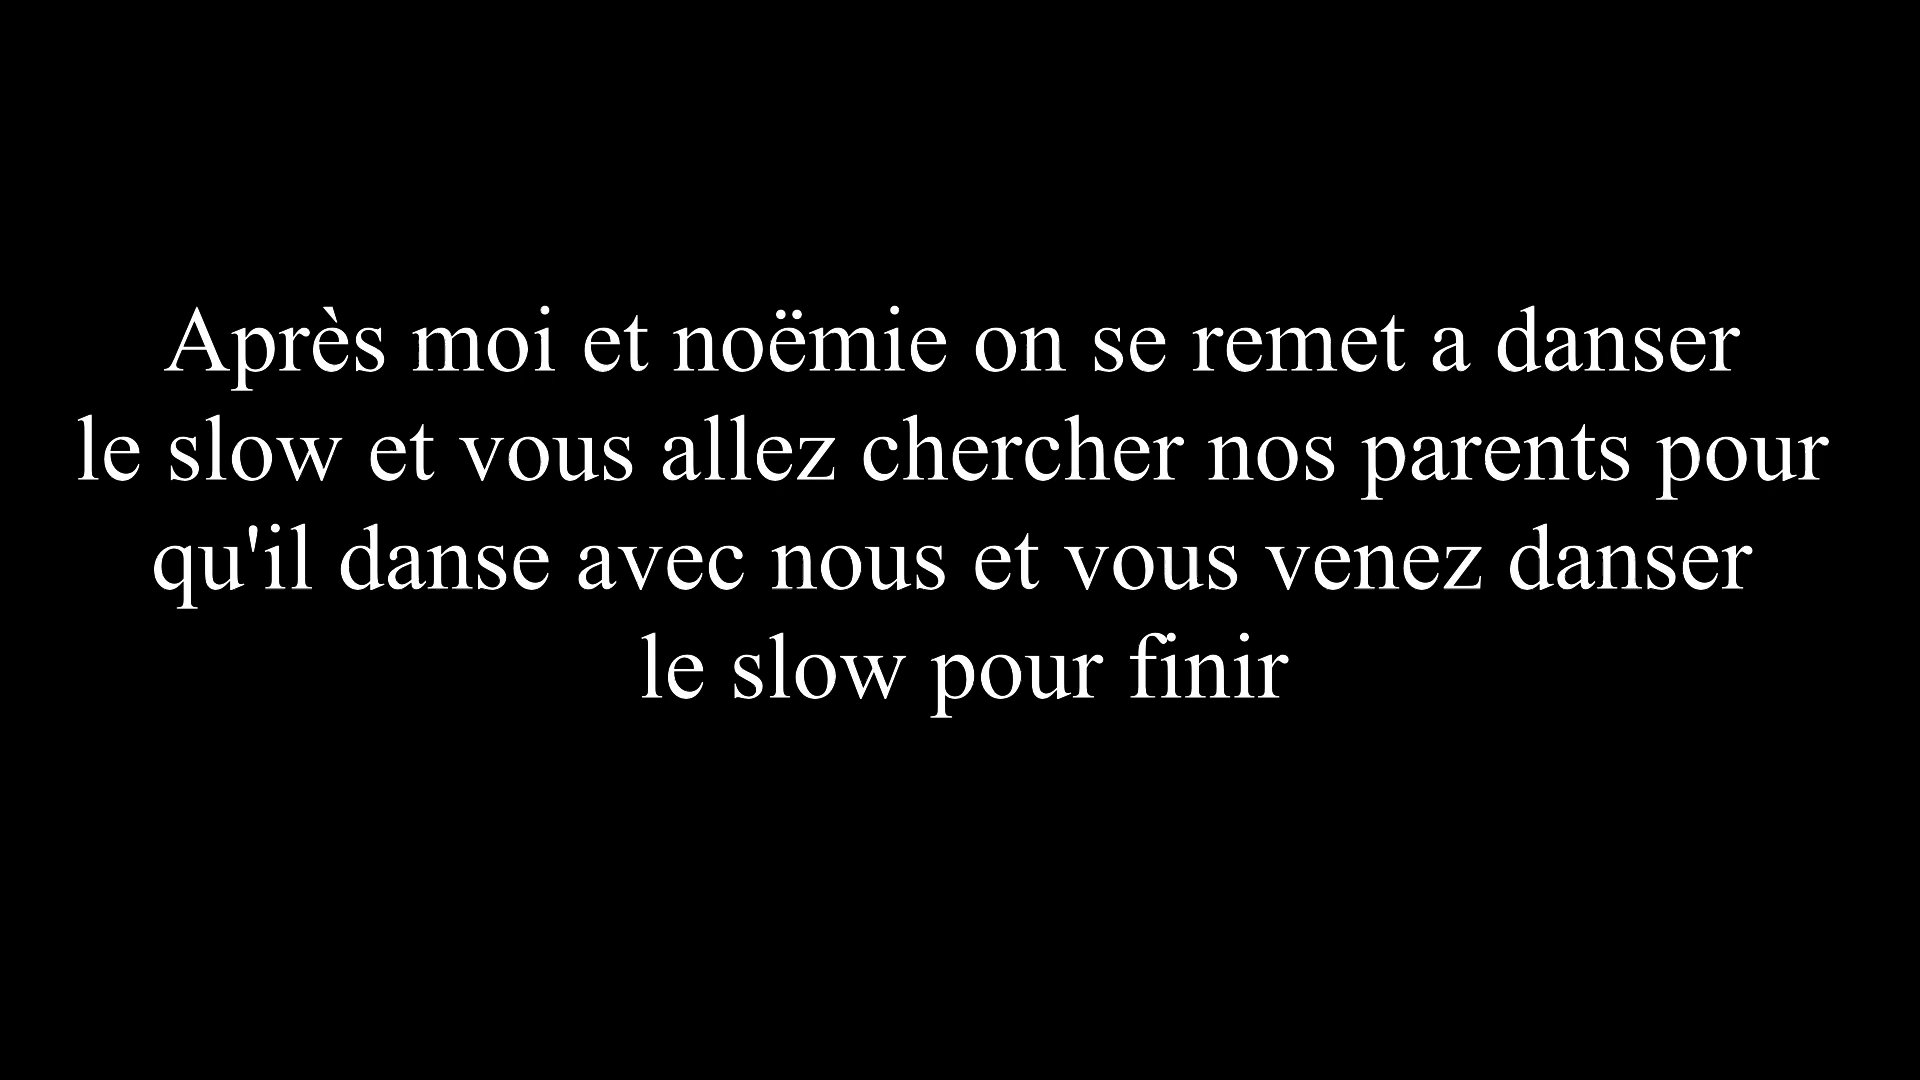 Après moi et noëmie on se remet a danser
le slow et vous allez chercher nos parents pour
qu'il danse avec nous et vous venez danser
le slow pour finir